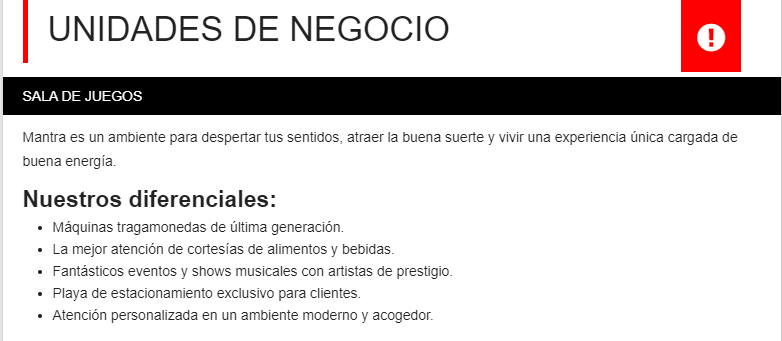 UNIDADES DE NEGOCIO
SALA DE JUEGOS
Mantra es un ambiente para despertar tus sentidos, atraer la buena suerte y vivir una experiencia única cargada de
buena energía.
Nuestros diferenciales:
• Máquinas tragamonedas de última generación.
• La mejor atención de cortesías de alimentos y bebidas.
• Fantásticos eventos y shows musicales con artistas de prestigio.
• Playa de estacionamiento exclusivo para clientes.
• Atención personalizada en un ambiente moderno y acogedor.